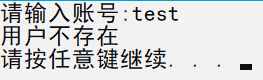 请输入账号:test
用户不存在
请按任意键继续. . .